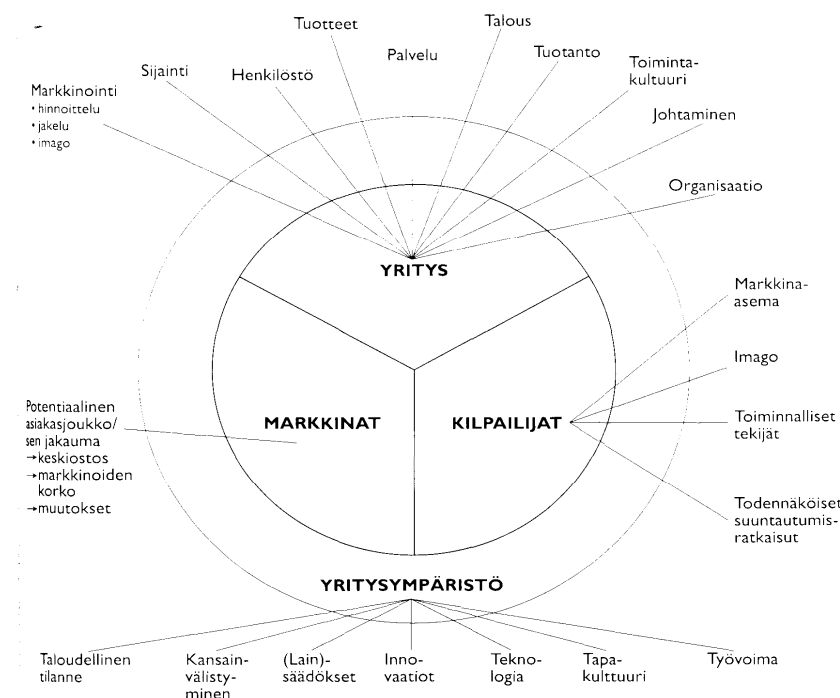 Tuotteet
Talous
Palvelu
Tuotanto
Sijainti
Henkilöstö
Toiminta-
kulttuuri
Markkinointi
• hinnoittelu
• jakelu
• imago
Johtaminen
Organisaatio
YRITYS
Markkina-
asema
Imago
Potentiaalinen
asiakasjoukko/
sen jakauma
→keskiostos
→markkinoiden
korko
→muutokset
MARKKINAT
KILPAILIJAT
Toiminnalliset
tekijät
Todennäköiset
suuntautumis-
ratkaisut
YRITYSYMPÄRISTÖ
Taloudellinen
tilanne
Kansain-
välisty-
minen
(Lain)-
säädökset
Inno-
vaatiot
Tekno-
logia
Tapa-
kulttuuri
Työvoima